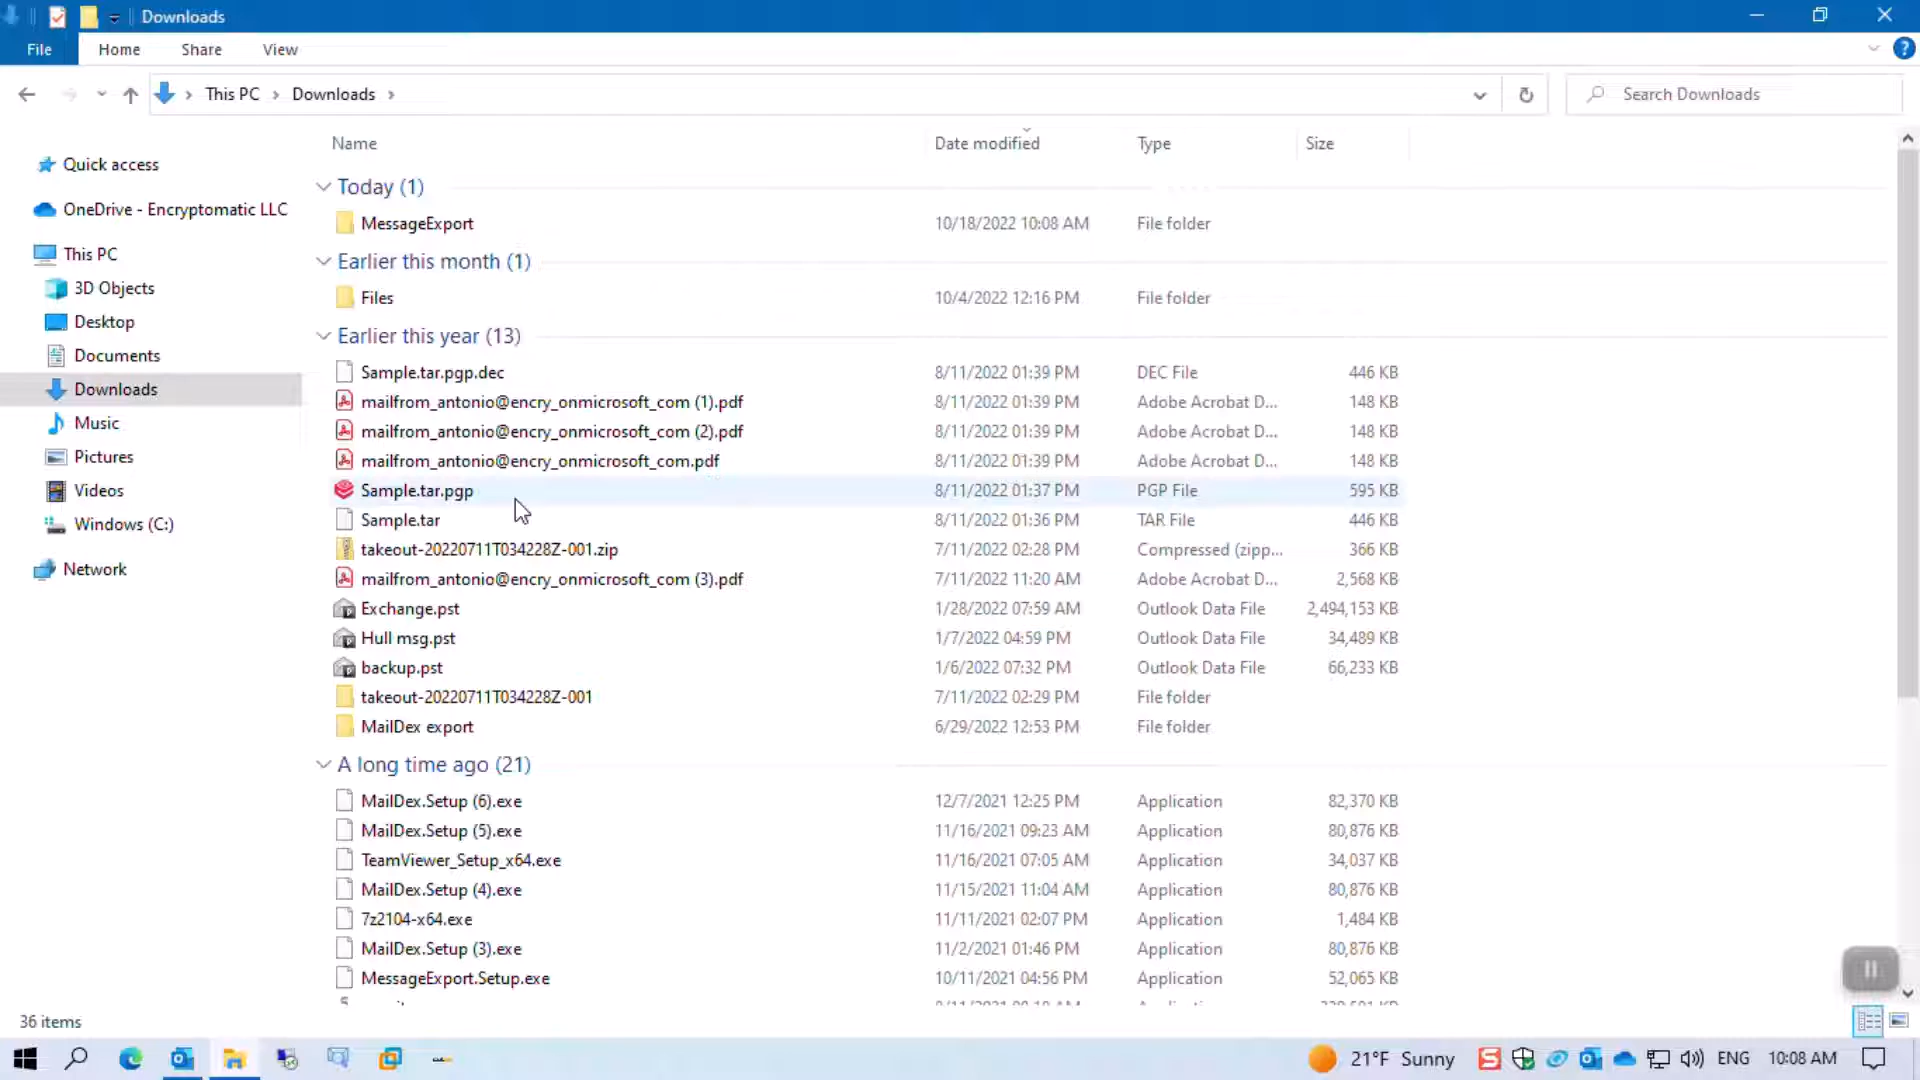 Downloads
File Home Share View
This PC > Downloads >
Search Downloads
Name Date modified Type Size
Quick access
OneDrive - Encryptomatic LLC
This PC
3D Objects
Desktop
Documents
Downloads
Music
Pictures
Videos
Windows (C:)
Network
Today (1)
MessageExport 10/18/2022 10:08 AM File folder
Earlier this month (1)
Files 10/4/2022 12:16 PM File folder
Earlier this year (13)
Sample.tar.pgp.dec 8/11/2022 01:39 PM DEC File 446 KB
mailfrom_antonio@encry_onmicrosoft_com (1).pdf 8/11/2022 01:39 PM Adobe Acrobat D... 148 KB
mailfrom_antonio@encry_onmicrosoft_com (2).pdf 8/11/2022 01:39 PM Adobe Acrobat D... 148 KB
mailfrom_antonio@encry_onmicrosoft_com.pdf 8/11/2022 01:39 PM Adobe Acrobat D... 148 KB
Sample.tar.pgp 8/11/2022 01:37 PM PGP File 595 KB
Sample.tar 8/11/2022 01:36 PM TAR File 446 KB
takeout-20220711T034228Z-001.zip 7/11/2022 02:28 PM Compressed (zipp... 366 KB
mailfrom_antonio@encry_onmicrosoft_com (3).pdf 7/11/2022 11:20 AM Adobe Acrobat D... 2,568 KB
Exchange.pst 1/28/2022 07:59 AM Outlook Data File 2,494,153 KB
Hull msg.pst 1/7/2022 04:59 PM Outlook Data File 34,489 KB
backup.pst 1/6/2022 07:32 PM Outlook Data File 66,233 KB
takeout-20220711T034228Z-001 7/11/2022 02:29 PM File folder
MailDex export 6/29/2022 12:53 PM File folder
A long time ago (21)
MailDex.Setup (6).exe 12/7/2021 12:25 PM Application 82,370 KB
MailDex.Setup (5).exe 11/16/2021 09:23 AM Application 80,876 KB
TeamViewer_Setup_x64.exe 11/16/2021 07:05 AM Application 34,037 KB
MailDex.Setup (4).exe 11/15/2021 11:04 AM Application 80,876 KB
7z2104-x64.exe 11/11/2021 02:07 PM Application 1,484 KB
MailDex.Setup (3).exe 11/2/2021 01:46 PM Application 80,876 KB
MessageExport.Setup.exe 10/11/2021 04:56 PM Application 52,065 KB
36 items
21°F Sunny ENG 10:08 AM